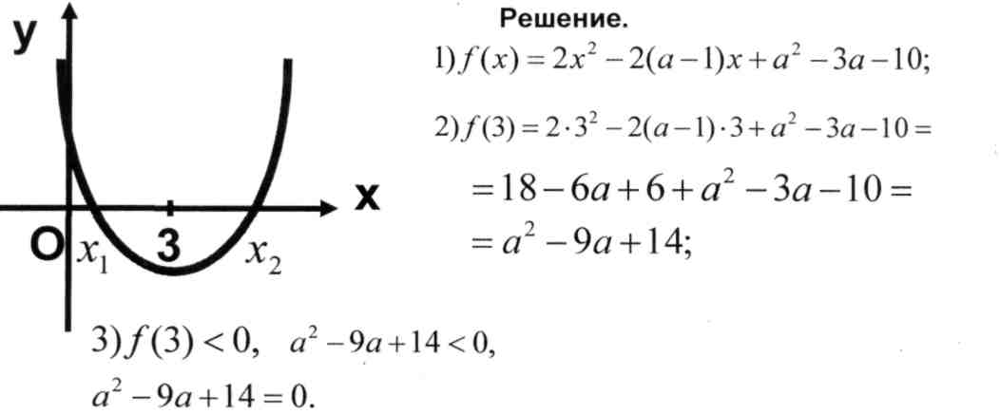 y
x
O x₁ 3 x₂
Решение.
1) f(x) = 2x² − 2(a−1)x + a² − 3a − 10;
2) f(3) = 2·3² − 2(a−1)·3 + a² − 3a − 10 =
= 18 − 6a + 6 + a² − 3a − 10 =
= a² − 9a + 14;
3) f(3) < 0, a² − 9a + 14 < 0,
a² − 9a + 14 = 0.